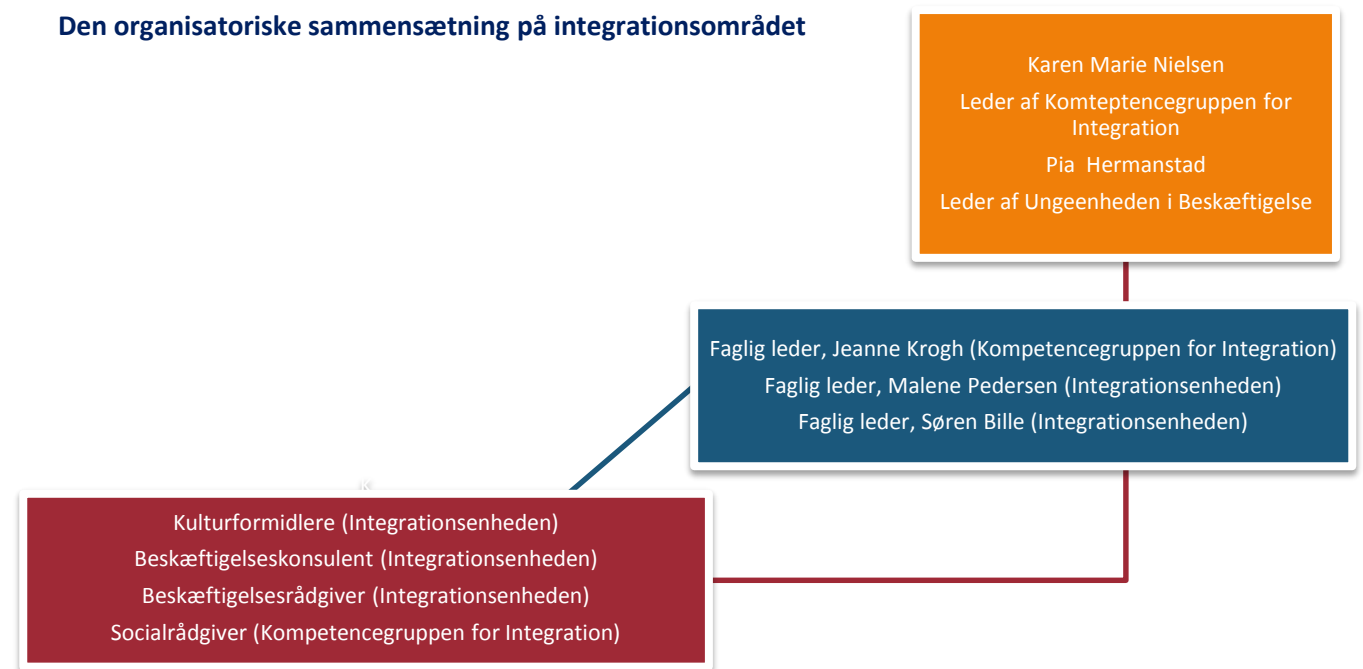 Den organisatoriske sammensætning på integrationsområdet
Karen Marie Nielsen
Leder af Komteptencegruppen for
Integration
Pia Hermanstad
Leder af Ungeenheden i Beskæftigelse
Faglig leder, Jeanne Krogh (Kompetencegruppen for Integration)
Faglig leder, Malene Pedersen (Integrationsenheden)
Faglig leder, Søren Bille (Integrationsenheden)
K
Kulturformidlere (Integrationsenheden)
Beskæftigelseskonsulent (Integrationsenheden)
Beskæftigelsesrådgiver (Integrationsenheden)
Socialrådgiver (Kompetencegruppen for Integration)